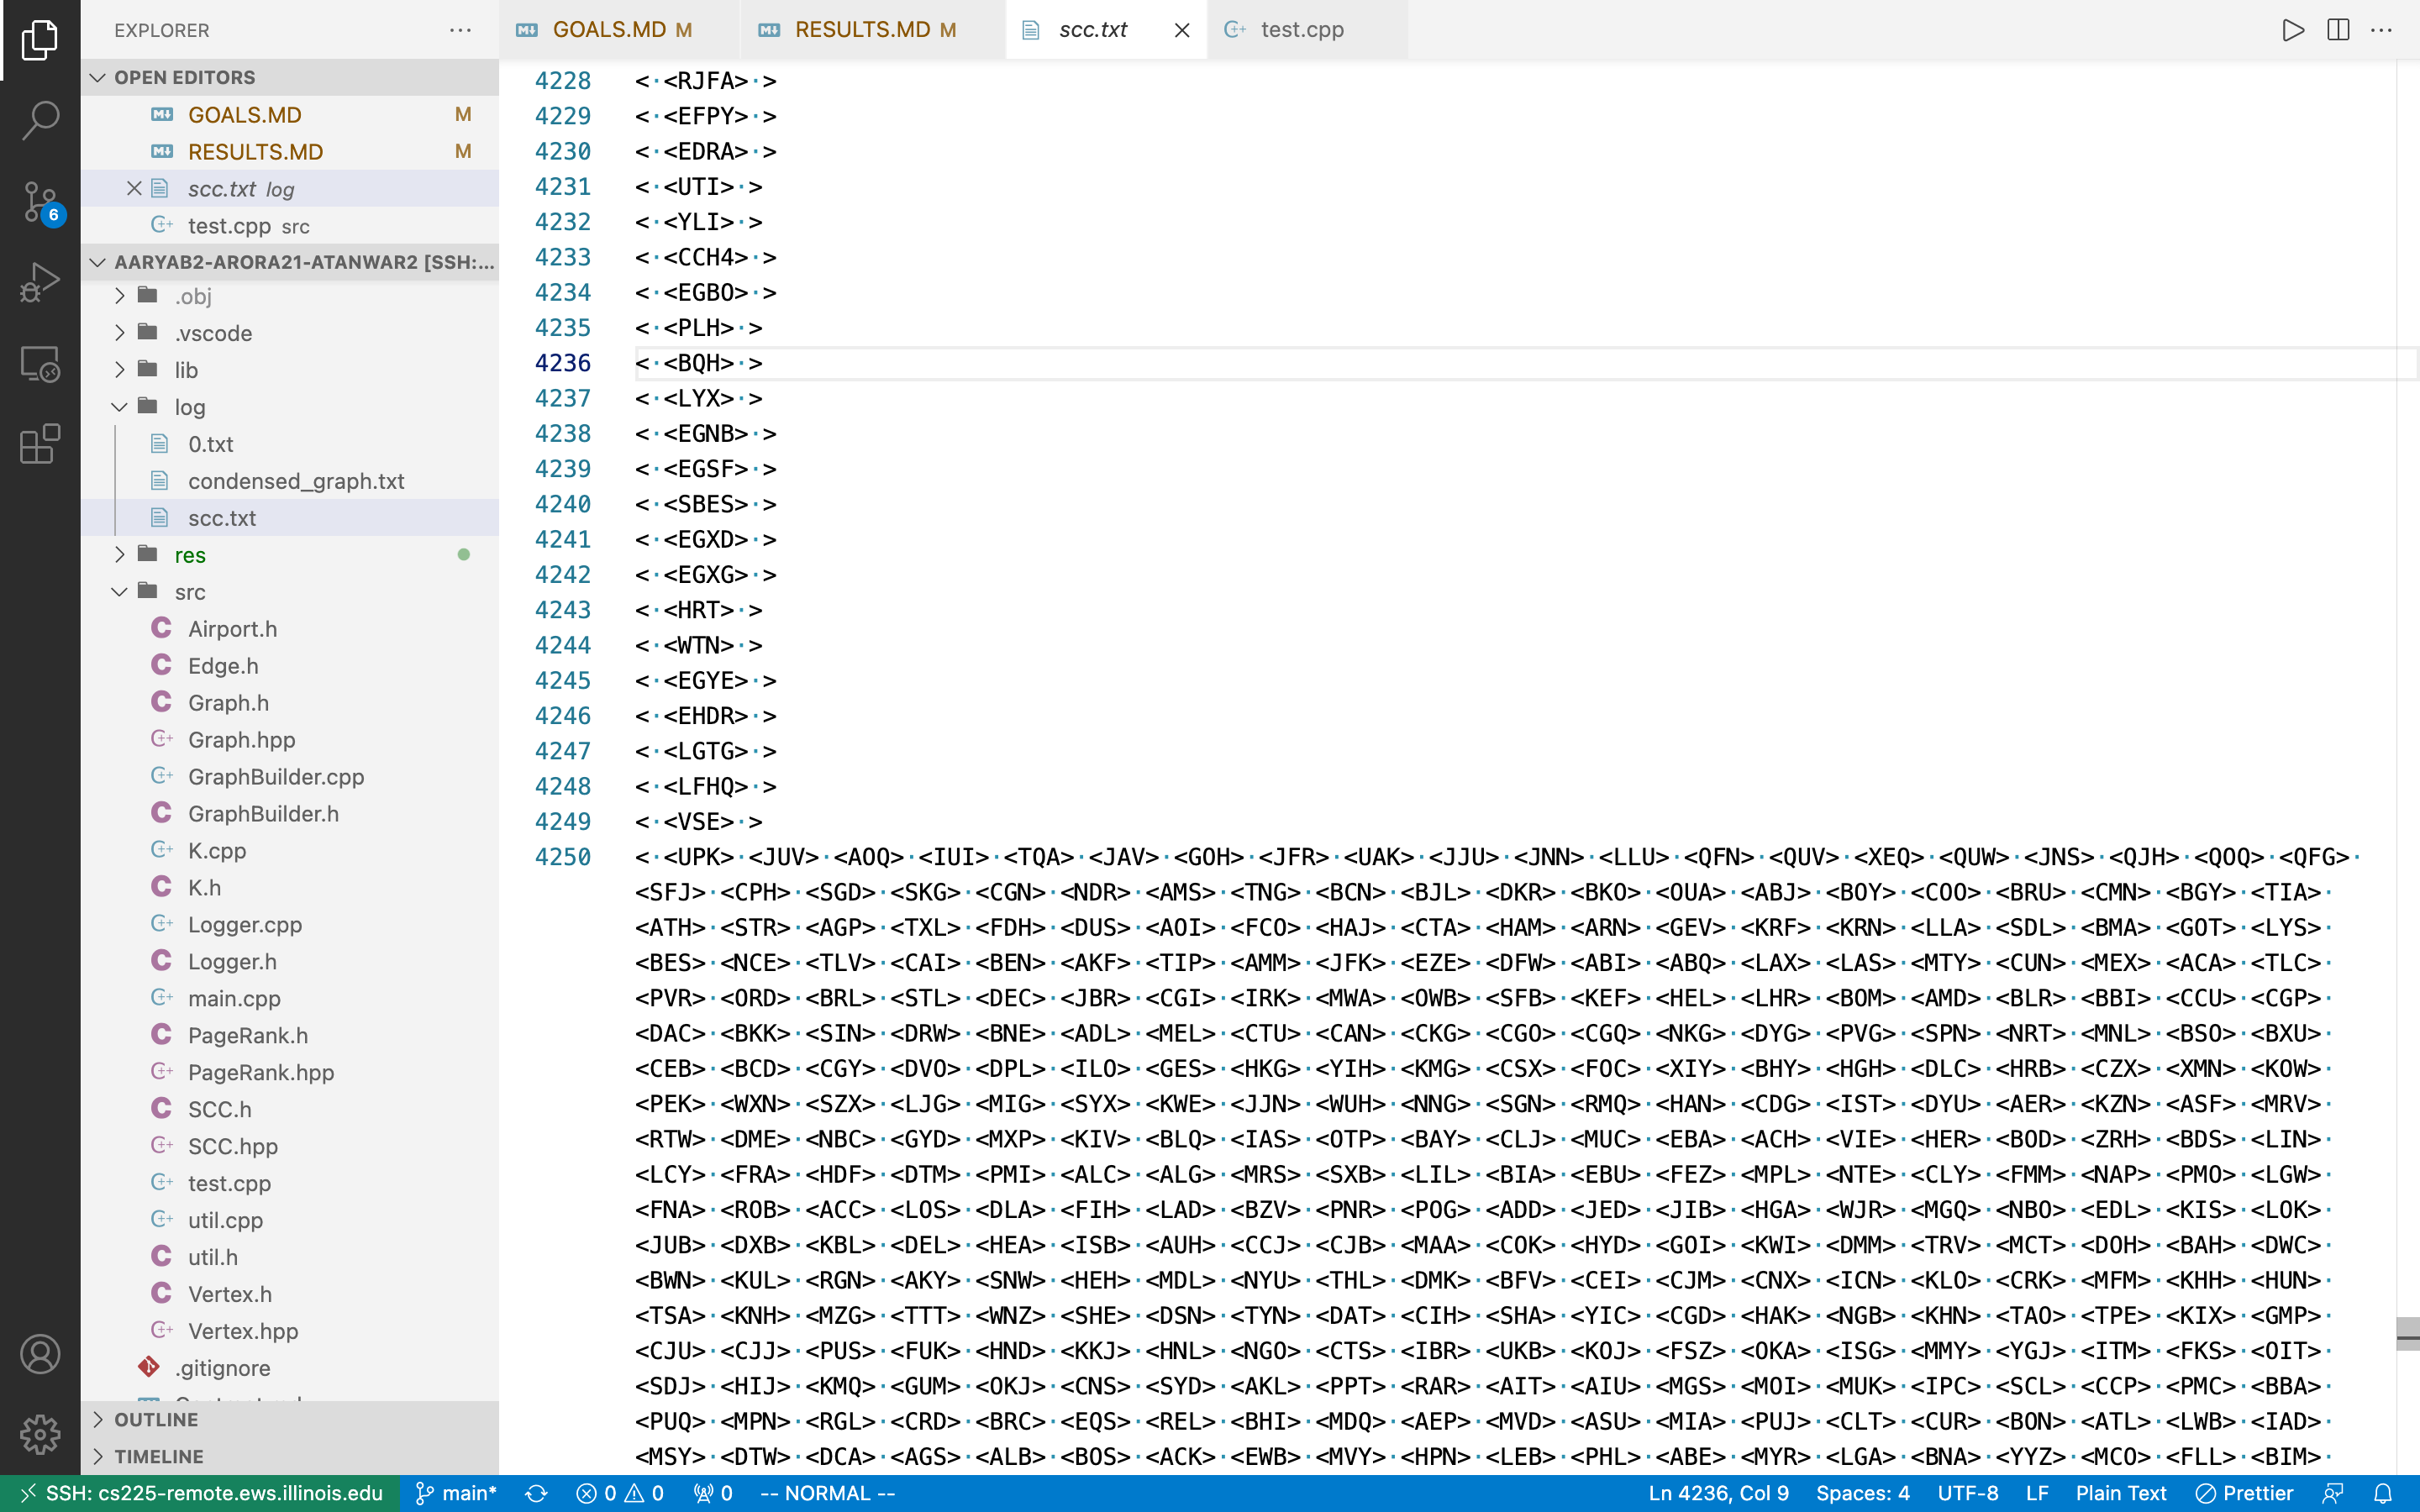 EXPLORER
OPEN EDITORS
GOALS.MD M
RESULTS.MD M
scc.txt log
test.cpp src
AARYAB2-ARORA21-ATANWAR2 [SSH:...
.obj
.vscode
lib
log
0.txt
condensed_graph.txt
scc.txt
res
src
Airport.h
Edge.h
Graph.h
Graph.hpp
GraphBuilder.cpp
GraphBuilder.h
K.cpp
K.h
Logger.cpp
Logger.h
main.cpp
PageRank.h
PageRank.hpp
SCC.h
SCC.hpp
test.cpp
util.cpp
util.h
Vertex.h
Vertex.hpp
.gitignore
OUTLINE
TIMELINE
6
GOALS.MD M RESULTS.MD M scc.txt test.cpp
4228 < <RJFA> >
4229 < <EFPY> >
4230 < <EDRA> >
4231 < <UTI> >
4232 < <YLI> >
4233 < <CCH4> >
4234 < <EGBO> >
4235 < <PLH> >
4236 < <BQH> >
4237 < <LYX> >
4238 < <EGNB> >
4239 < <EGSF> >
4240 < <SBES> >
4241 < <EGXD> >
4242 < <EGXG> >
4243 < <HRT> >
4244 < <WTN> >
4245 < <EGYE> >
4246 < <EHDR> >
4247 < <LGTG> >
4248 < <LFHQ> >
4249 < <VSE> >
4250 < <UPK> <JUV> <AOQ> <IUI> <TQA> <JAV> <GOH> <JFR> <UAK> <JJU> <JNN> <LLU> <QFN> <QUV> <XEQ> <QUW> <JNS> <QJH> <QOQ> <QFG>
<SFJ> <CPH> <SGD> <SKG> <CGN> <NDR> <AMS> <TNG> <BCN> <BJL> <DKR> <BKO> <OUA> <ABJ> <BOY> <COO> <BRU> <CMN> <BGY> <TIA>
<ATH> <STR> <AGP> <TXL> <FDH> <DUS> <AOI> <FCO> <HAJ> <CTA> <HAM> <ARN> <GEV> <KRF> <KRN> <LLA> <SDL> <BMA> <GOT> <LYS>
<BES> <NCE> <TLV> <CAI> <BEN> <AKF> <TIP> <AMM> <JFK> <EZE> <DFW> <ABI> <ABQ> <LAX> <LAS> <MTY> <CUN> <MEX> <ACA> <TLC>
<PVR> <ORD> <BRL> <STL> <DEC> <JBR> <CGI> <IRK> <MWA> <OWB> <SFB> <KEF> <HEL> <LHR> <BOM> <AMD> <BLR> <BBI> <CCU> <CGP>
<DAC> <BKK> <SIN> <DRW> <BNE> <ADL> <MEL> <CTU> <CAN> <CKG> <CGO> <CGQ> <NKG> <DYG> <PVG> <SPN> <NRT> <MNL> <BSO> <BXU>
<CEB> <BCD> <CGY> <DVO> <DPL> <ILO> <GES> <HKG> <YIH> <KMG> <CSX> <FOC> <XIY> <BHY> <HGH> <DLC> <HRB> <CZX> <XMN> <KOW>
<PEK> <WXN> <SZX> <LJG> <MIG> <SYX> <KWE> <JJN> <WUH> <NNG> <SGN> <RMQ> <HAN> <CDG> <IST> <DYU> <AER> <KZN> <ASF> <MRV>
<RTW> <DME> <NBC> <GYD> <MXP> <KIV> <BLQ> <IAS> <OTP> <BAY> <CLJ> <MUC> <EBA> <ACH> <VIE> <HER> <BOD> <ZRH> <BDS> <LIN>
<LCY> <FRA> <HDF> <DTM> <PMI> <ALC> <ALG> <MRS> <SXB> <LIL> <BIA> <EBU> <FEZ> <MPL> <NTE> <CLY> <FMM> <NAP> <PMO> <LGW>
<FNA> <ROB> <ACC> <LOS> <DLA> <FIH> <LAD> <BZV> <PNR> <POG> <ADD> <JED> <JIB> <HGA> <WJR> <MGQ> <NBO> <EDL> <KIS> <LOK>
<JUB> <DXB> <KBL> <DEL> <HEA> <ISB> <AUH> <CCJ> <CJB> <MAA> <COK> <HYD> <GOI> <KWI> <DMM> <TRV> <MCT> <DOH> <BAH> <DWC>
<BWN> <KUL> <RGN> <AKY> <SNW> <HEH> <MDL> <NYU> <THL> <DMK> <BFV> <CEI> <CJM> <CNX> <ICN> <KLO> <CRK> <MFM> <KHH> <HUN>
<TSA> <KNH> <MZG> <TTT> <WNZ> <SHE> <DSN> <TYN> <DAT> <CIH> <SHA> <YIC> <CGD> <HAK> <NGB> <KHN> <TAO> <TPE> <KIX> <GMP>
<CJU> <CJJ> <PUS> <FUK> <HND> <KKJ> <HNL> <NGO> <CTS> <IBR> <UKB> <KOJ> <FSZ> <OKA> <ISG> <MMY> <YGJ> <ITM> <FKS> <OIT>
<SDJ> <HIJ> <KMQ> <GUM> <OKJ> <CNS> <SYD> <AKL> <PPT> <RAR> <AIT> <AIU> <MGS> <MOI> <MUK> <IPC> <SCL> <CCP> <PMC> <BBA>
<PUQ> <MPN> <RGL> <CRD> <BRC> <EQS> <REL> <BHI> <MDQ> <AEP> <MVD> <ASU> <MIA> <PUJ> <CLT> <CUR> <BON> <ATL> <LWB> <IAD>
<MSY> <DTW> <DCA> <AGS> <ALB> <BOS> <ACK> <EWB> <MVY> <HPN> <LEB> <PHL> <ABE> <MYR> <LGA> <BNA> <YYZ> <MCO> <FLL> <BIM>
SSH: cs225-remote.ews.illinois.edu main* 0 0 0 -- NORMAL -- Ln 4236, Col 9 Spaces: 4 UTF-8 LF Plain Text Prettier